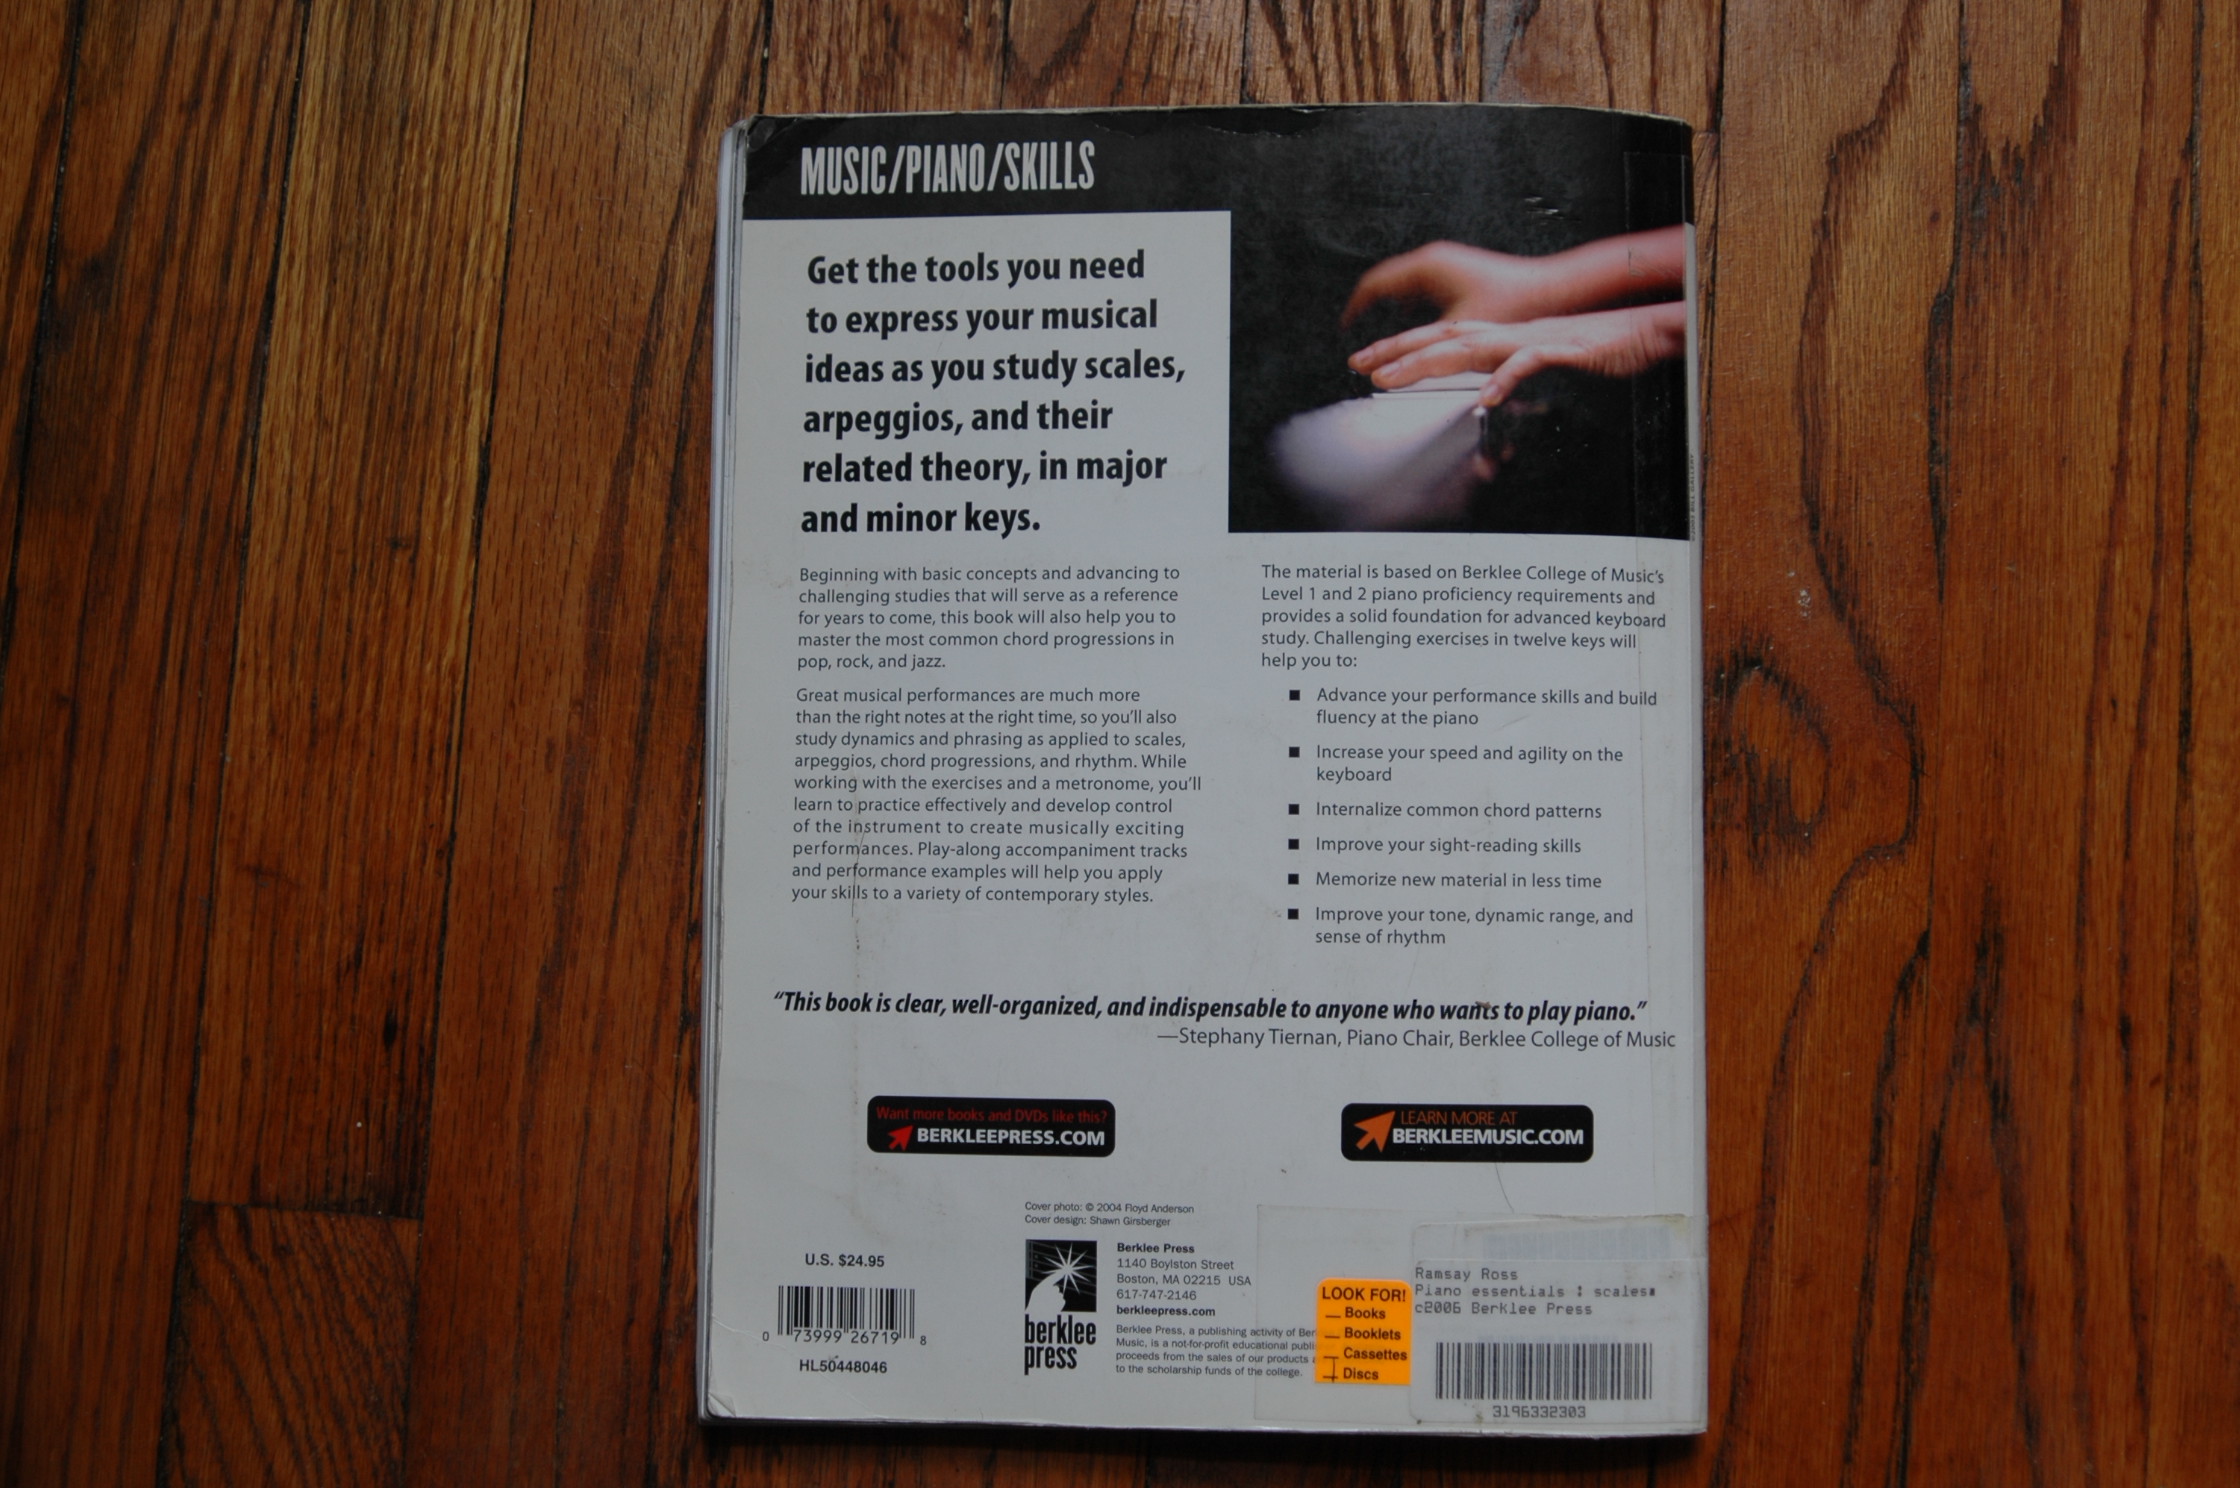 MUSIC/PIANO/SKILLS
Get the tools you need
to express your musical
ideas as you study scales,
arpeggios, and their
related theory, in major
and minor keys.
Beginning with basic concepts and advancing to
challenging studies that will serve as a reference
for years to come, this book will also help you to
master the most common chord progressions in
pop, rock, and jazz.
Great musical performances are much more
than the right notes at the right time, so you'll also
study dynamics and phrasing as applied to scales,
arpeggios, chord progressions, and rhythm. While
working with the exercises and a metronome, you'll
learn to practice effectively and develop control
of the instrument to create musically exciting
performances. Play-along accompaniment tracks
and performance examples will help you apply
your skills to a variety of contemporary styles.
The material is based on Berklee College of Music's
Level 1 and 2 piano proficiency requirements and
provides a solid foundation for advanced keyboard
study. Challenging exercises in twelve keys will
help you to:
■ Advance your performance skills and build
fluency at the piano
■ Increase your speed and agility on the
keyboard
■ Internalize common chord patterns
■ Improve your sight-reading skills
■ Memorize new material in less time
■ Improve your tone, dynamic range, and
sense of rhythm
"This book is clear, well-organized, and indispensable to anyone who wants to play piano."
—Stephany Tiernan, Piano Chair, Berklee College of Music
Want more books and DVDs like this?
BERKLEEPRESS.COM
LEARN MORE AT
BERKLEEMUSIC.COM
Cover photo: © 2004 Floyd Anderson
Cover design: Shawn Girsberger
U.S. $24.95
0 73999 26719 8
HL50448046
berklee
press
Berklee Press
1140 Boylston Street
Boston, MA 02215 USA
617-747-2146
berkleepress.com
Berklee Press, a publishing activity of Ber
Music, is a not-for-profit educational publi
proceeds from the sales of our products
to the scholarship funds of the college.
LOOK FOR!
Books
Booklets
Cassettes
1 Discs
Ramsay Ross
Piano essentials : scales
c2006 Berklee Press
3196332303